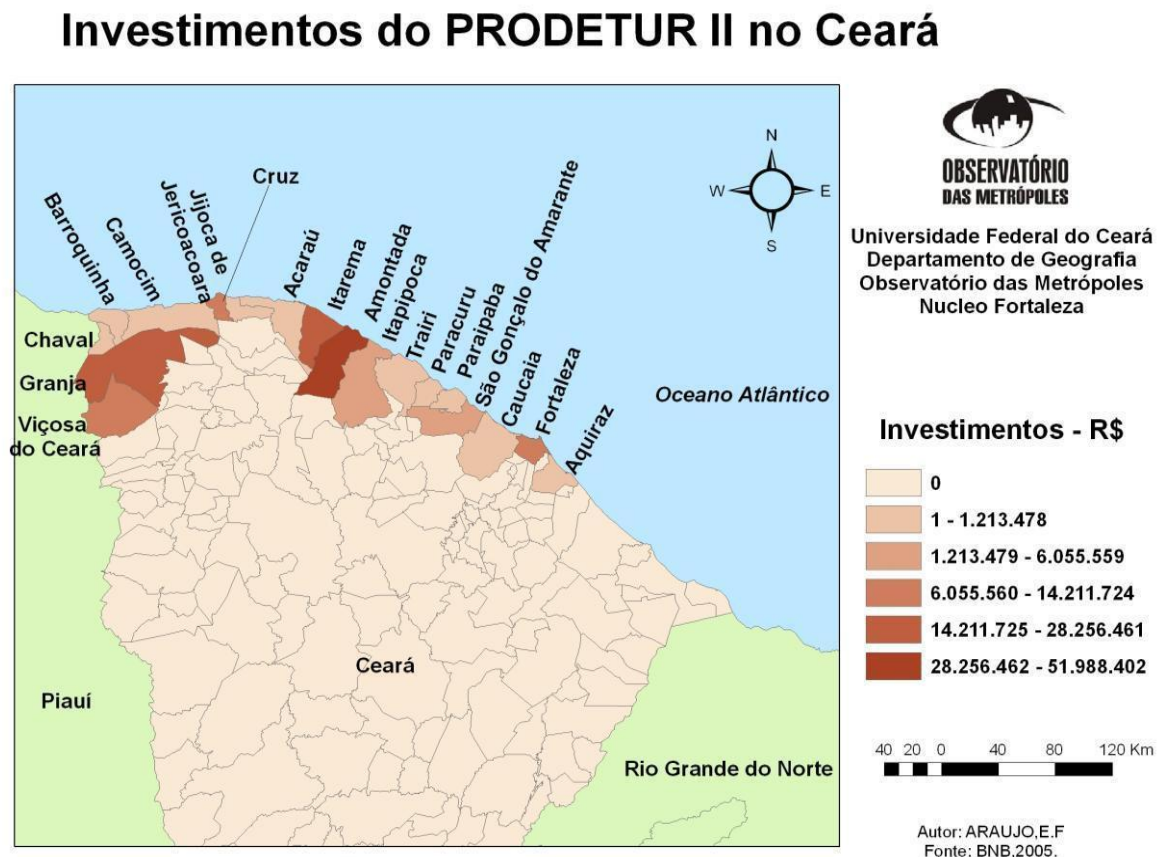 Investimentos do PRODETUR II no Ceará
Barroquinha
Camocim
Jijoca de
Jericoacoara
Cruz
Acaraú
Itarema
Amontada
Itapipoca
Trairi
Paracuru
Paraipaba
São Gonçalo do Amarante
Caucaia
Fortaleza
Aquiraz
Chaval
Granja
Viçosa
do Ceará
N
W
E
S
Oceano Atlântico
Ceará
Piauí
Rio Grande do Norte
OBSERVATÓRIO
DAS METRÓPOLES
Universidade Federal do Ceará
Departamento de Geografia
Observatório das Metrópoles
Nucleo Fortaleza
Investimentos - R$
0
1 - 1.213.478
1.213.479 - 6.055.559
6.055.560 - 14.211.724
14.211.725 - 28.256.461
28.256.462 - 51.988.402
40 20 0 40 80 120 Km
Autor: ARAUJO,E.F
Fonte: BNB,2005.